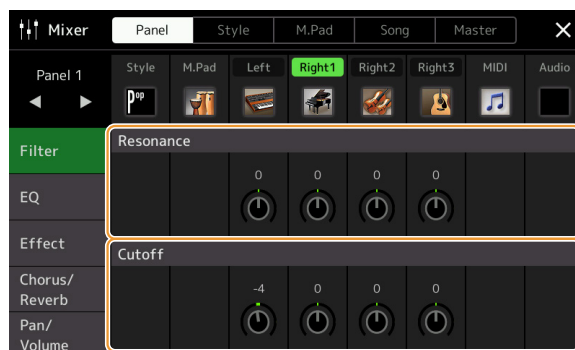 Mixer
Panel Style M.Pad Song Master
Panel 1
Style M.Pad Left Right1 Right2 Right3 MIDI Audio
Pop
Filter
Resonance
0 0 0 0
EQ
Effect
Cutoff
Chorus/
Reverb
-4 0 0 0
Pan/
Volume